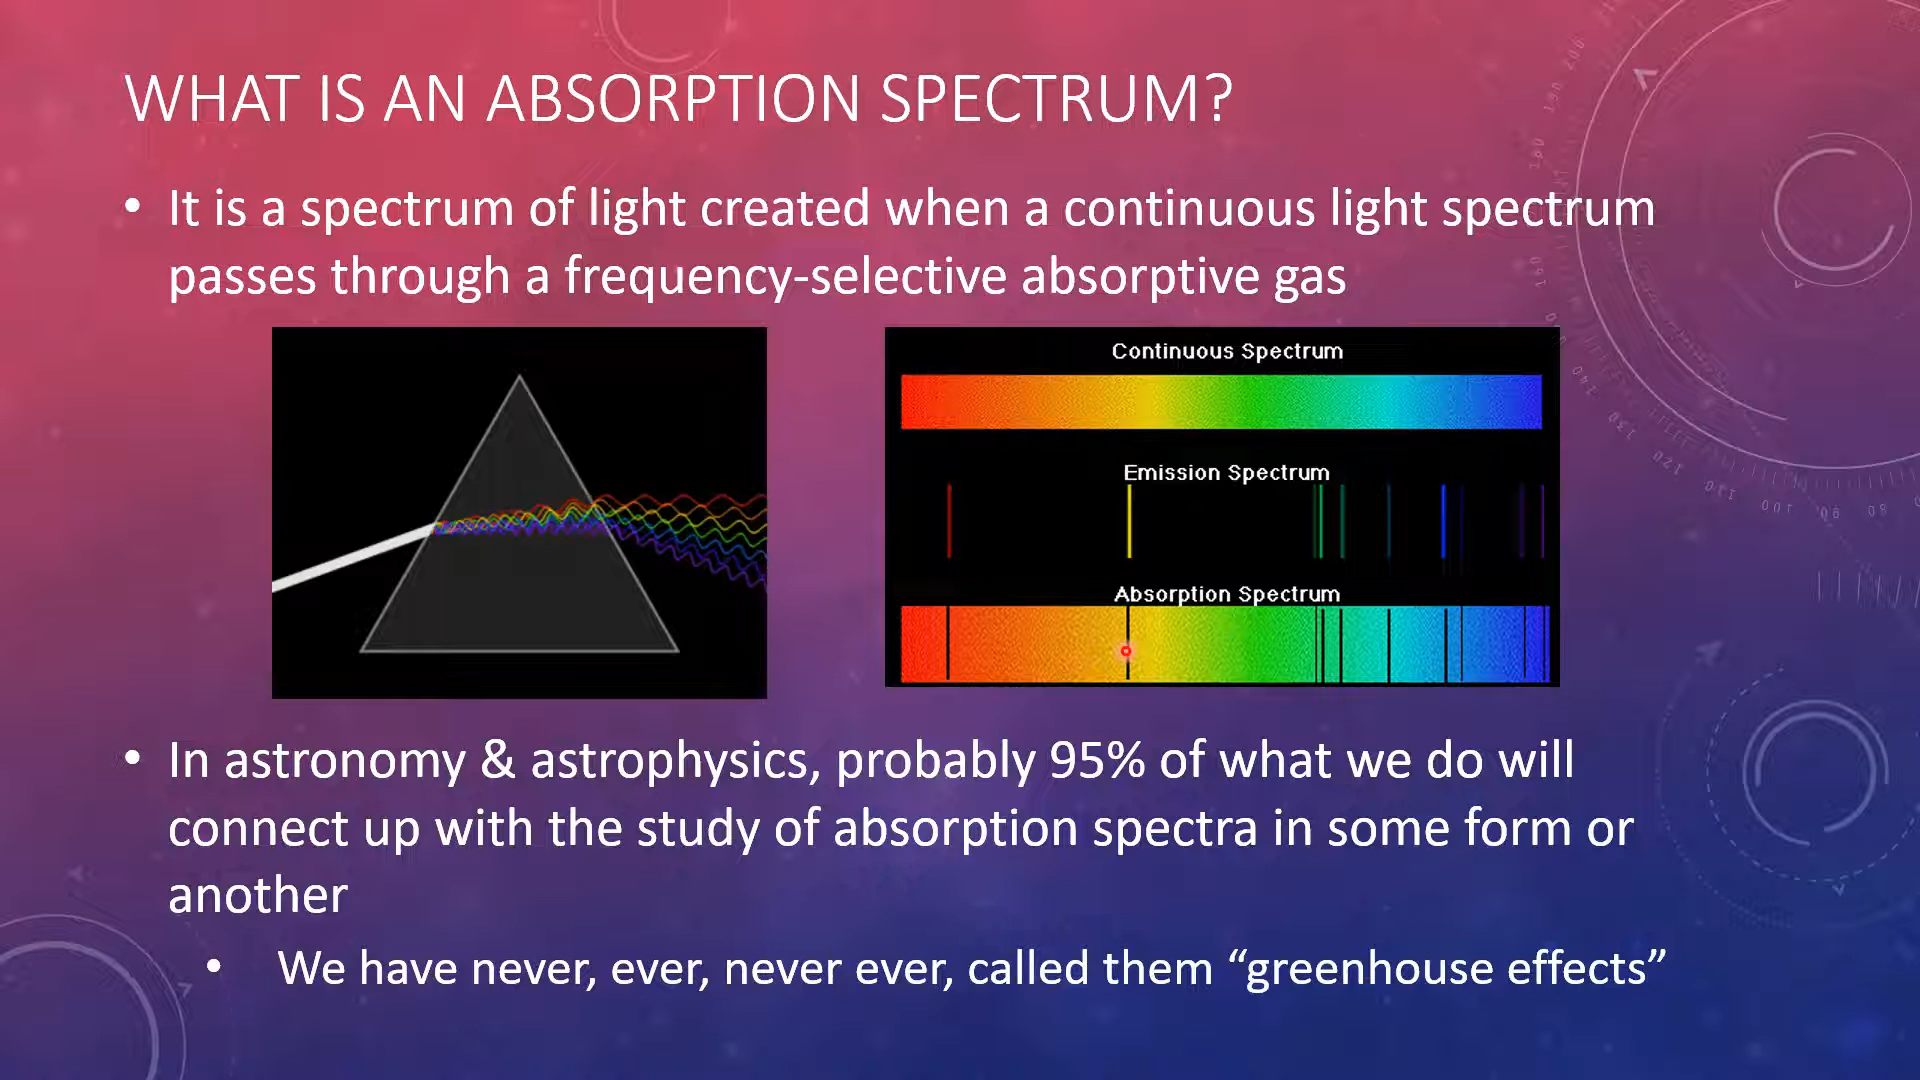 WHAT IS AN ABSORPTION SPECTRUM?
• It is a spectrum of light created when a continuous light spectrum
passes through a frequency-selective absorptive gas
Continuous Spectrum
Emission Spectrum
Absorption Spectrum
• In astronomy & astrophysics, probably 95% of what we do will
connect up with the study of absorption spectra in some form or
another
• We have never, ever, never ever, called them “greenhouse effects”